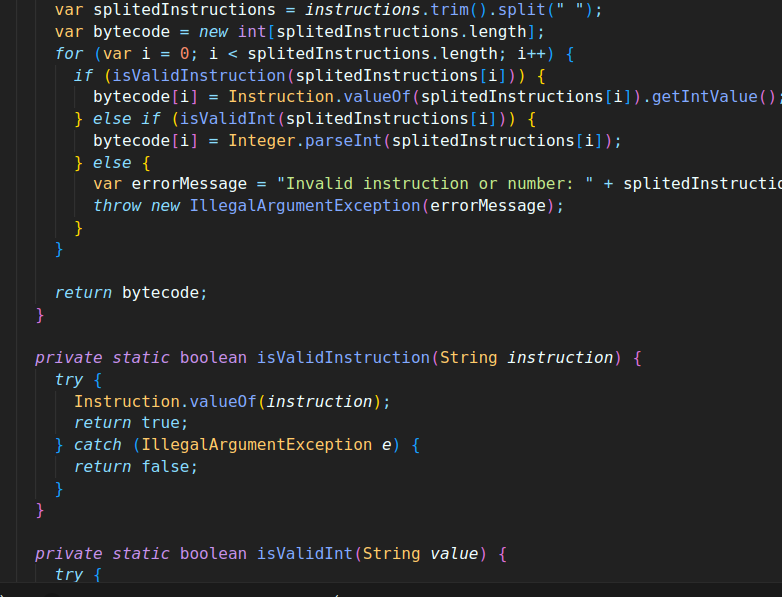 var splitedInstructions = instructions.trim().split(" ");
var bytecode = new int[splitedInstructions.length];
for (var i = 0; i < splitedInstructions.length; i++) {
if (isValidInstruction(splitedInstructions[i])) {
bytecode[i] = Instruction.valueOf(splitedInstructions[i]).getIntValue();
} else if (isValidInt(splitedInstructions[i])) {
bytecode[i] = Integer.parseInt(splitedInstructions[i]);
} else {
var errorMessage = "Invalid instruction or number: " + splitedInstructio
throw new IllegalArgumentException(errorMessage);
}
}
return bytecode;
}
private static boolean isValidInstruction(String instruction) {
try {
Instruction.valueOf(instruction);
return true;
} catch (IllegalArgumentException e) {
return false;
}
}
private static boolean isValidInt(String value) {
try {